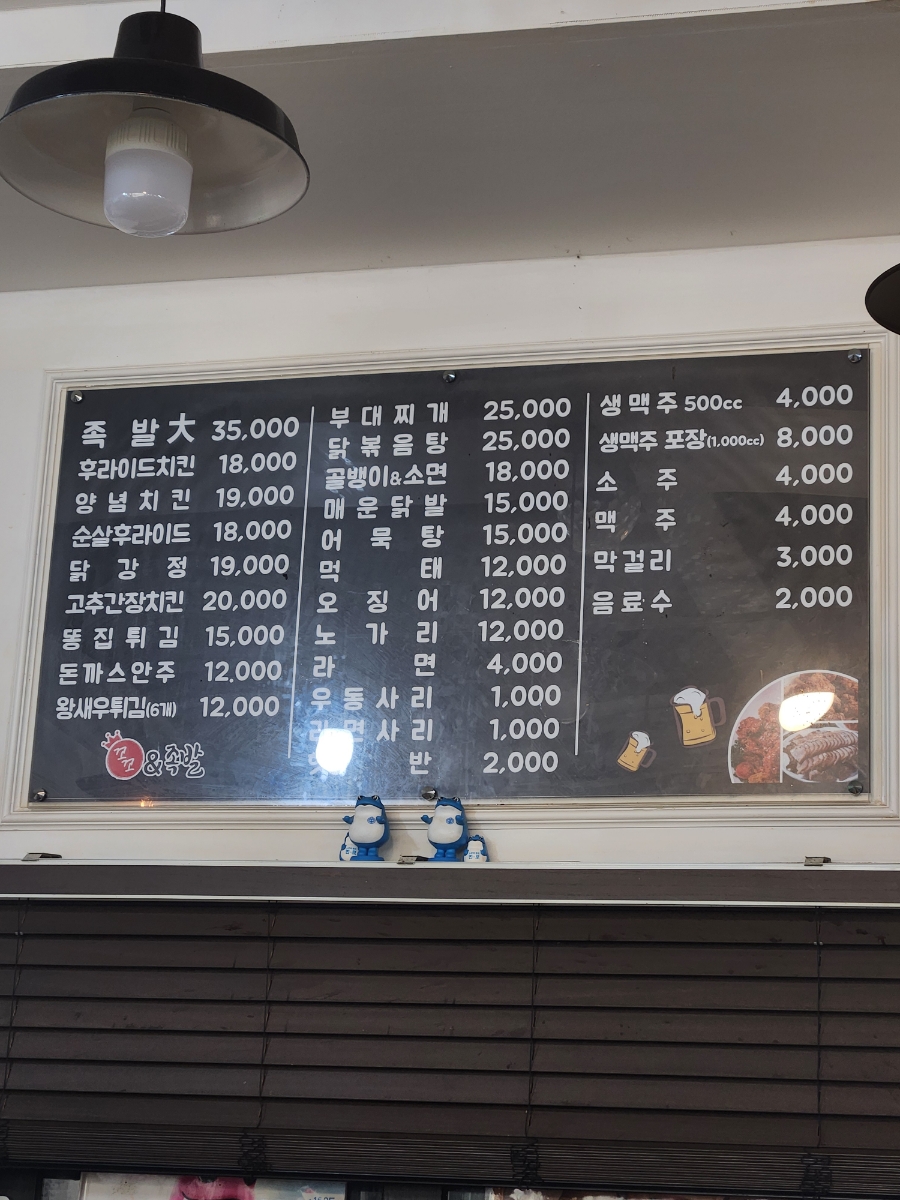 족 발 大 35,000
후라이드치킨 18,000
양 념 치 킨 19,000
순살후라이드 18,000
닭 강 정 19,000
고추간장치킨 20,000
똥 집 튀 김 15,000
돈까스안주 12,000
왕새우튀김(6개) 12,000
꼬꼬&족발
부 대 찌 개 25,000
닭 볶 음 탕 25,000
골뱅이&소면 18,000
매 운 닭 발 15,000
어 묵 탕 15,000
먹 태 12,000
오 징 어 12,000
노 가 리 12,000
라 면 4,000
우 동 사 리 1,000
라 면 사 리 1,000
반 2,000
생 맥 주 500cc 4,000
생맥주 포장(1,000cc) 8,000
소 주 4,000
맥 주 4,000
막걸리 3,000
음료수 2,000